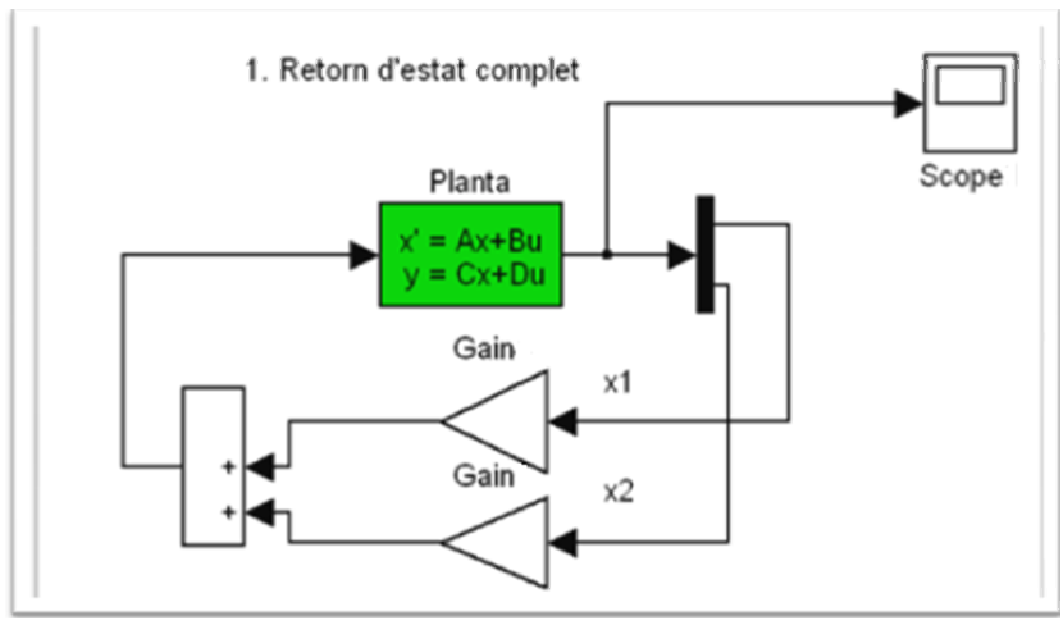 1. Retorn d'estat complet
Scope
Planta
x' = Ax+Bu
y = Cx+Du
Gain
x1
+
Gain
x2
+